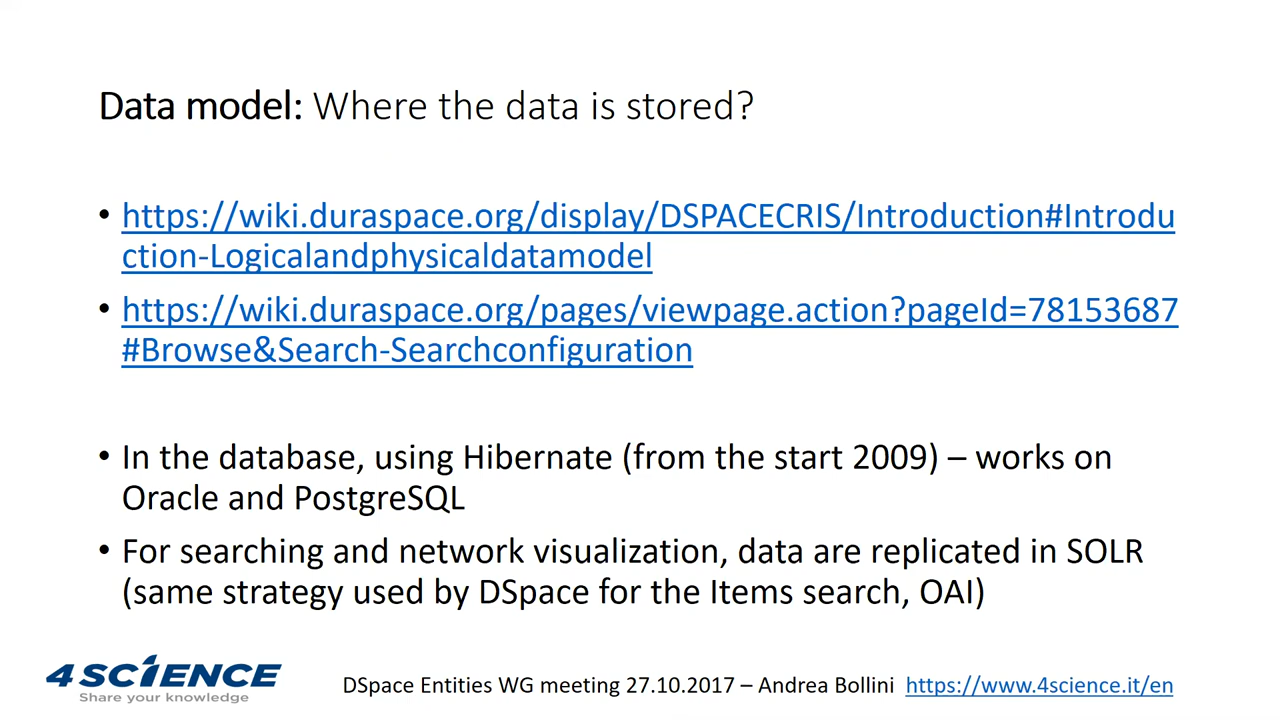 Data model: Where the data is stored?
• https://wiki.duraspace.org/display/DSPACECRIS/Introduction#Introdu
ction-Logicalandphysicaldatamodel
• https://wiki.duraspace.org/pages/viewpage.action?pageId=78153687
#Browse&Search-Searchconfiguration
• In the database, using Hibernate (from the start 2009) – works on
Oracle and PostgreSQL
• For searching and network visualization, data are replicated in SOLR
(same strategy used by DSpace for the Items search, OAI)
4SCIENCE
Share your knowledge
DSpace Entities WG meeting 27.10.2017 – Andrea Bollini https://www.4science.it/en